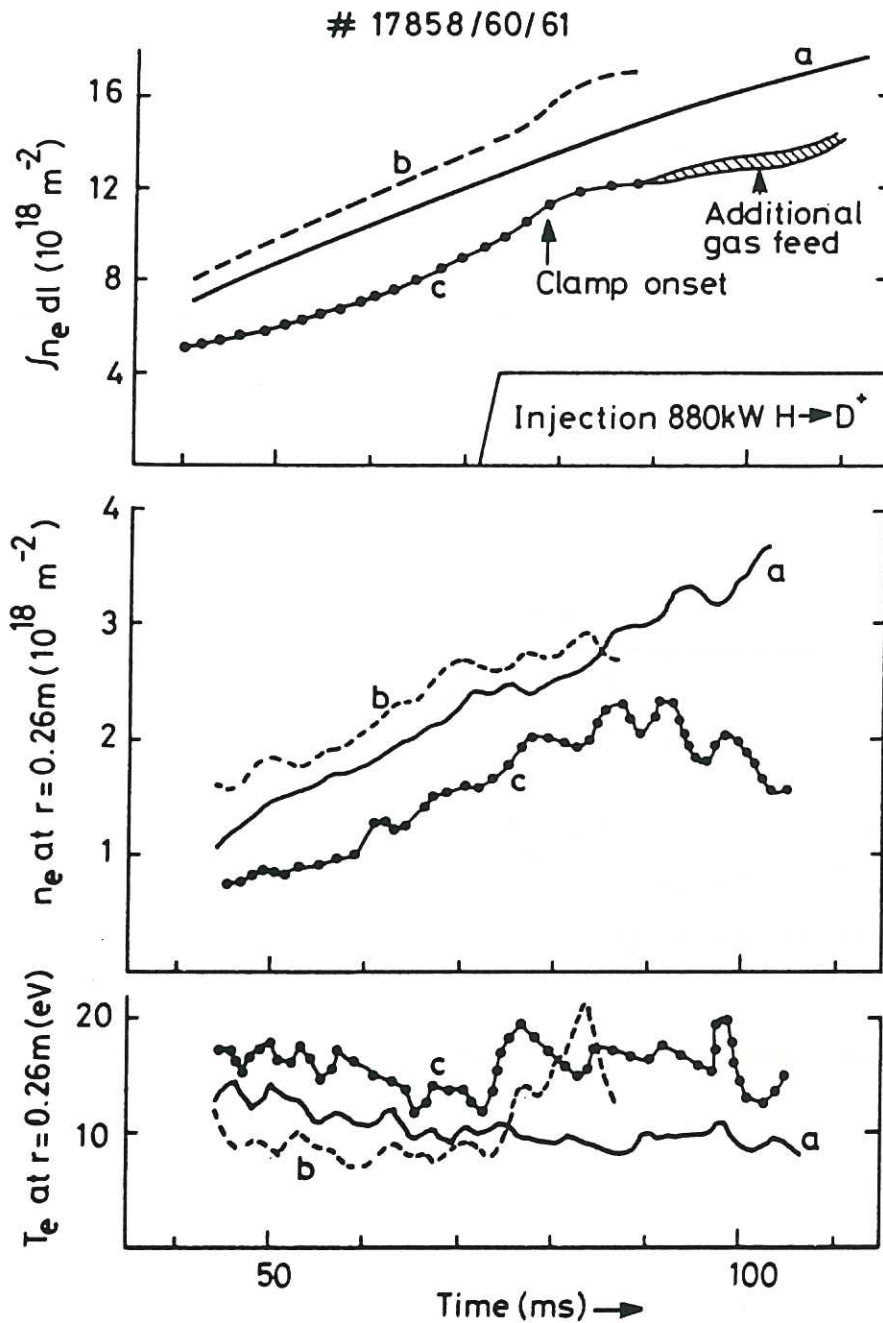 # 17858/60/61
16
12
8
4
∫nₑ dl (10¹⁸ m⁻²)
a
b
c
Additional
gas feed
Clamp onset
Injection 880kW H→D⁺
4
3
2
1
nₑ at r=0.26m (10¹⁸ m⁻²)
a
b
c
20
10
Tₑ at r=0.26m (eV)
c
a
b
50
100
Time (ms) →